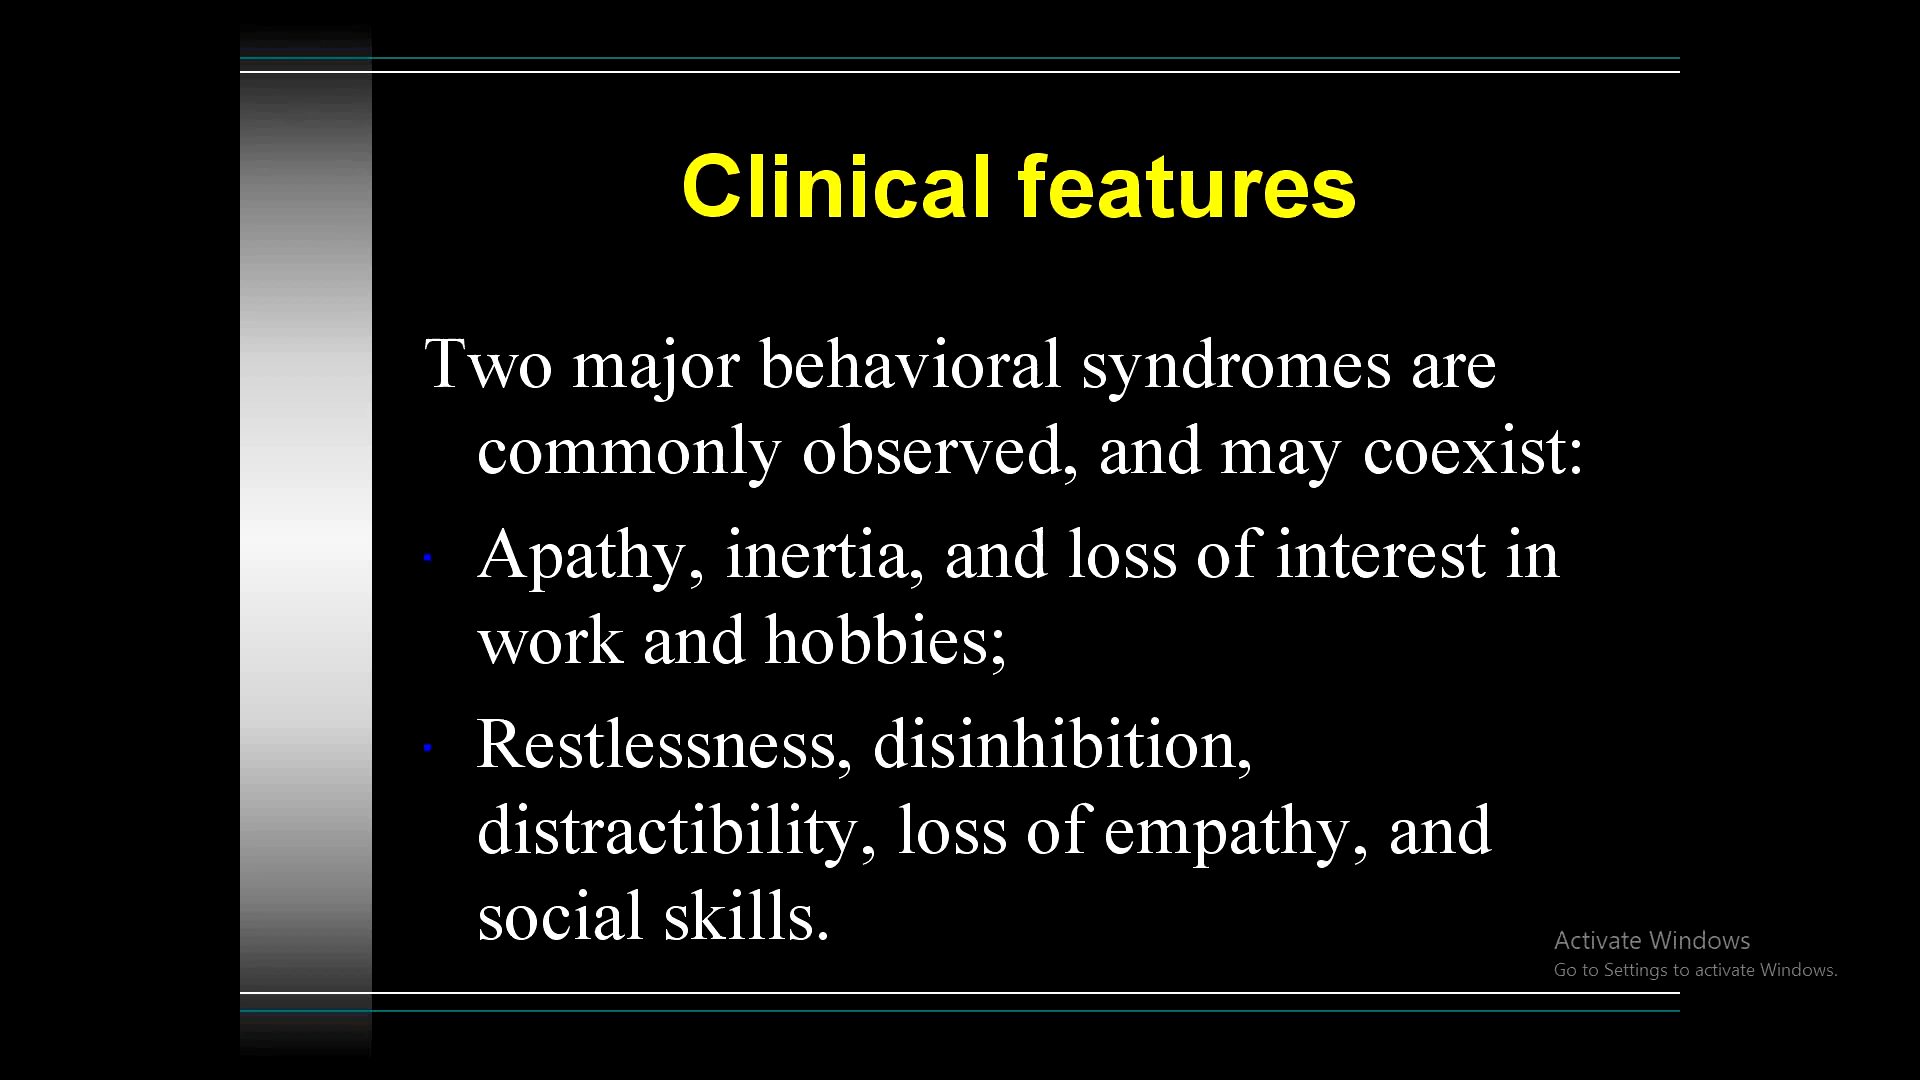 Clinical features
Two major behavioral syndromes are
commonly observed, and may coexist:
· Apathy, inertia, and loss of interest in
work and hobbies;
· Restlessness, disinhibition,
distractibility, loss of empathy, and
social skills.
Activate Windows
Go to Settings to activate Windows.